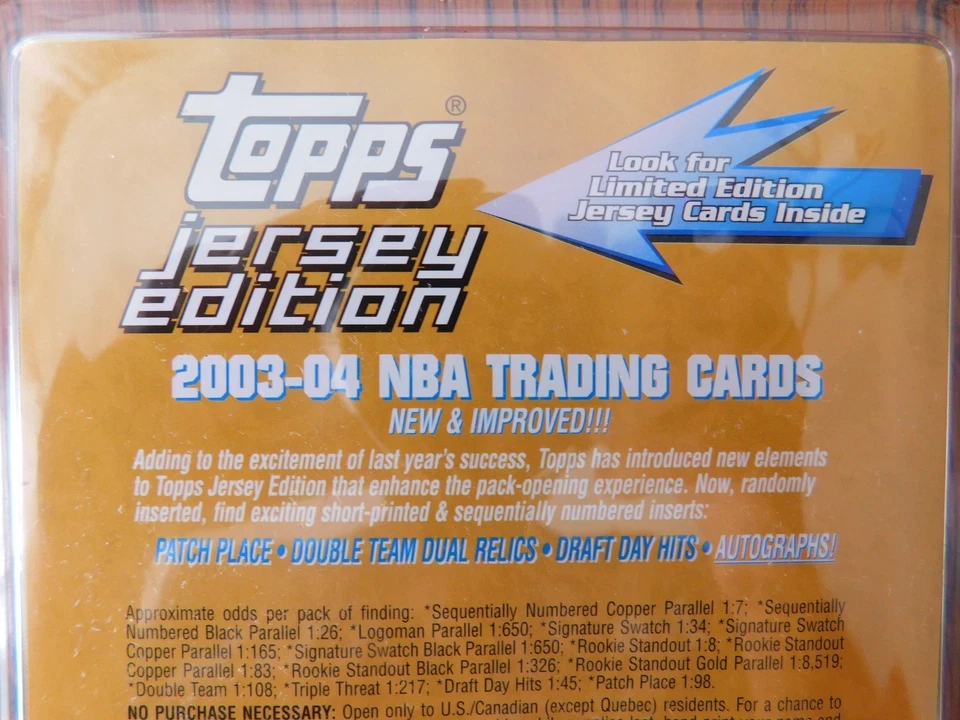 Topps®
jersey
edition
Look for
Limited Edition
Jersey Cards Inside
2003-04 NBA TRADING CARDS
NEW & IMPROVED!!!
Adding to the excitement of last year's success, Topps has introduced new elements
to Topps Jersey Edition that enhance the pack-opening experience. Now, randomly
inserted, find exciting short-printed & sequentially numbered inserts:
PATCH PLACE • DOUBLE TEAM DUAL RELICS • DRAFT DAY HITS • AUTOGRAPHS!
Approximate odds per pack of finding: *Sequentially Numbered Copper Parallel 1:7; *Sequentially
Numbered Black Parallel 1:26; *Logoman Parallel 1:650; *Signature Swatch 1:34; *Signature Swatch
Copper Parallel 1:165; *Signature Swatch Black Parallel 1:650; *Rookie Standout 1:8; *Rookie Standout
Copper Parallel 1:83; *Rookie Standout Black Parallel 1:326; *Rookie Standout Gold Parallel 1:8,519;
*Double Team 1:108; *Triple Threat 1:217; *Draft Day Hits 1:45; *Patch Place 1:98.
NO PURCHASE NECESSARY: Open only to U.S./Canadian (except Quebec) residents. For a chance to